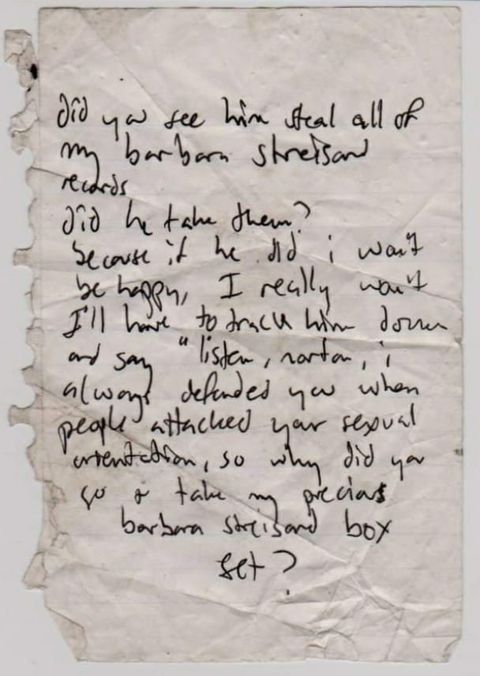 did you see him steal all of
my barbara streisand
records
did he take them?
because if he did i won't
be happy, I really won't
I'll have to track him down
and say "listen, norton, i
always defended you when
people attacked your sexual
orientation, so why did you
go & take my precious
barbara streisand box
set?